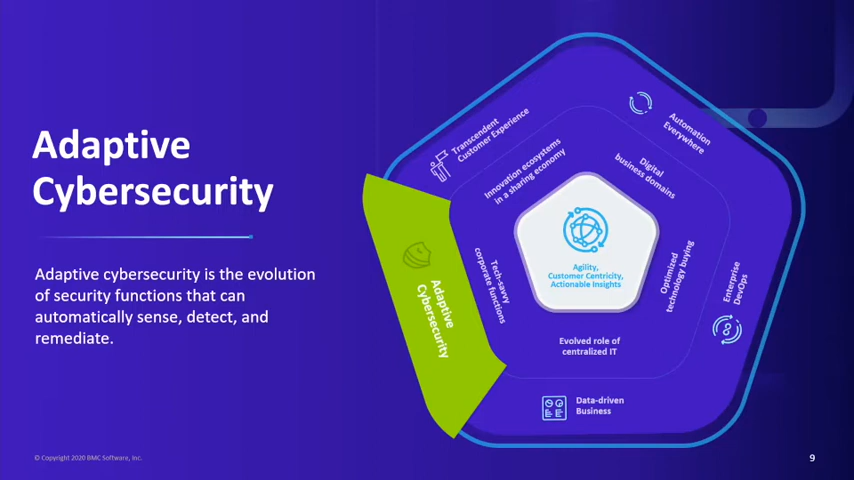 Adaptive
Cybersecurity
Adaptive cybersecurity is the evolution
of security functions that can
automatically sense, detect, and
remediate.
Transcendent
Customer Experience
Automation
Everywhere
Innovation ecosystems
in a sharing economy
Digital
business domains
Agility,
Customer Centricity,
Actionable Insights
Tech-savvy
corporate functions
Optimized
technology buying
Enterprise
DevOps
Adaptive
Cybersecurity
Evolved role of
centralized IT
Data-driven
Business
© Copyright 2020 BMC Software, Inc.
9